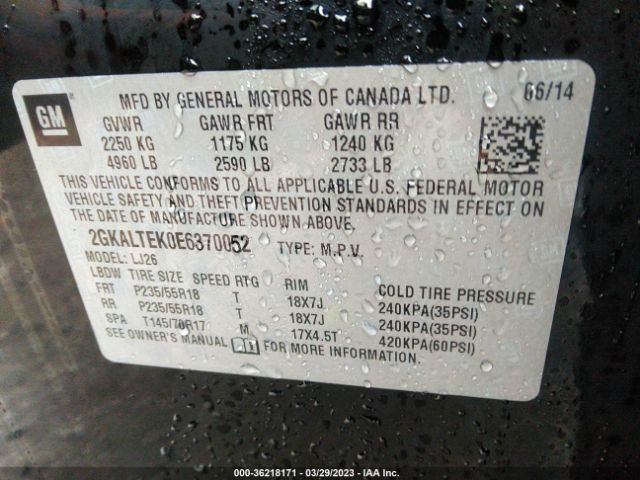 GM
MFD BY GENERAL MOTORS OF CANADA LTD. 06/14
GVWR GAWR FRT GAWR RR
2250 KG 1175 KG 1240 KG
4960 LB 2590 LB 2733 LB
THIS VEHICLE CONFORMS TO ALL APPLICABLE U.S. FEDERAL MOTOR
VEHICLE SAFETY AND THEFT PREVENTION STANDARDS IN EFFECT ON
THE DATE OF MANUFACTURE SHOWN ABOVE.
2GKALTEK0E6370052 TYPE: M.P.V.
MODEL: LJ26
LBDW TIRE SIZE SPEED RTG RIM COLD TIRE PRESSURE
FRT P235/55R18 T 18X7J 240KPA(35PSI)
RR P235/55R18 T 18X7J 240KPA(35PSI)
SPA T145/70R17 M 17X4.5T 420KPA(60PSI)
SEE OWNER'S MANUAL FOR MORE INFORMATION.
000-36218171 — 03/29/2023 — IAA Inc.